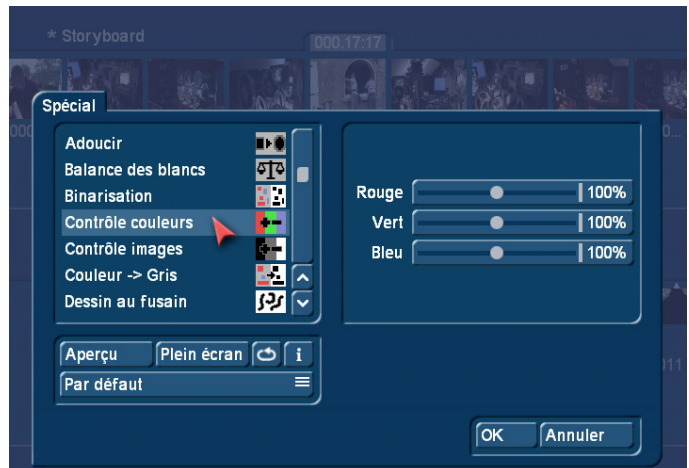 * Storyboard
000.17:17
Spécial
Adoucir
Balance des blancs
Binarisation
Contrôle couleurs
Contrôle images
Couleur -> Gris
Dessin au fusain
Rouge 100%
Vert 100%
Bleu 100%
Aperçu Plein écran i
Par défaut
OK Annuler